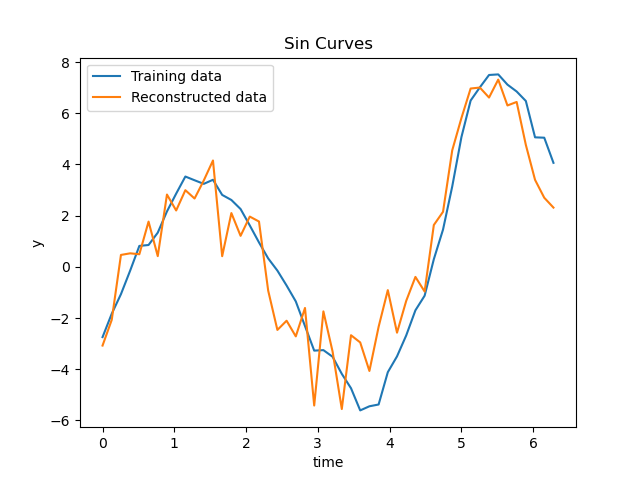 Sin Curves
Training data
Reconstructed data
8
6
4
2
0
−2
−4
−6
y
0 1 2 3 4 5 6
time